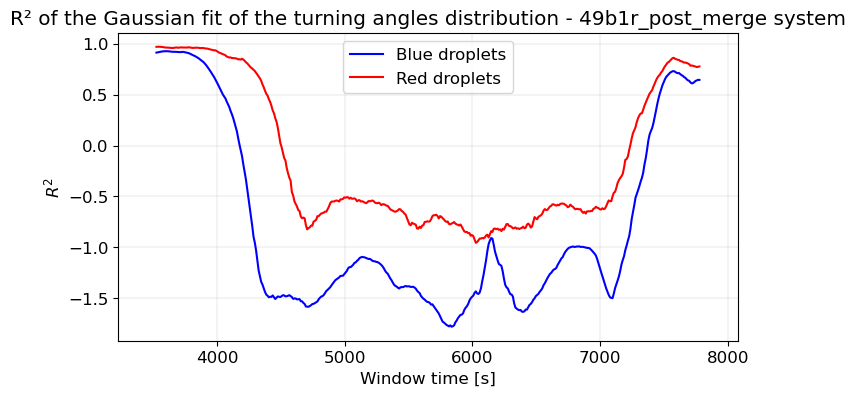 R² of the Gaussian fit of the turning angles distribution - 49b1r_post_merge system
Blue droplets
Red droplets
1.0
0.5
0.0
−0.5
−1.0
−1.5
R²
4000 5000 6000 7000 8000
Window time [s]